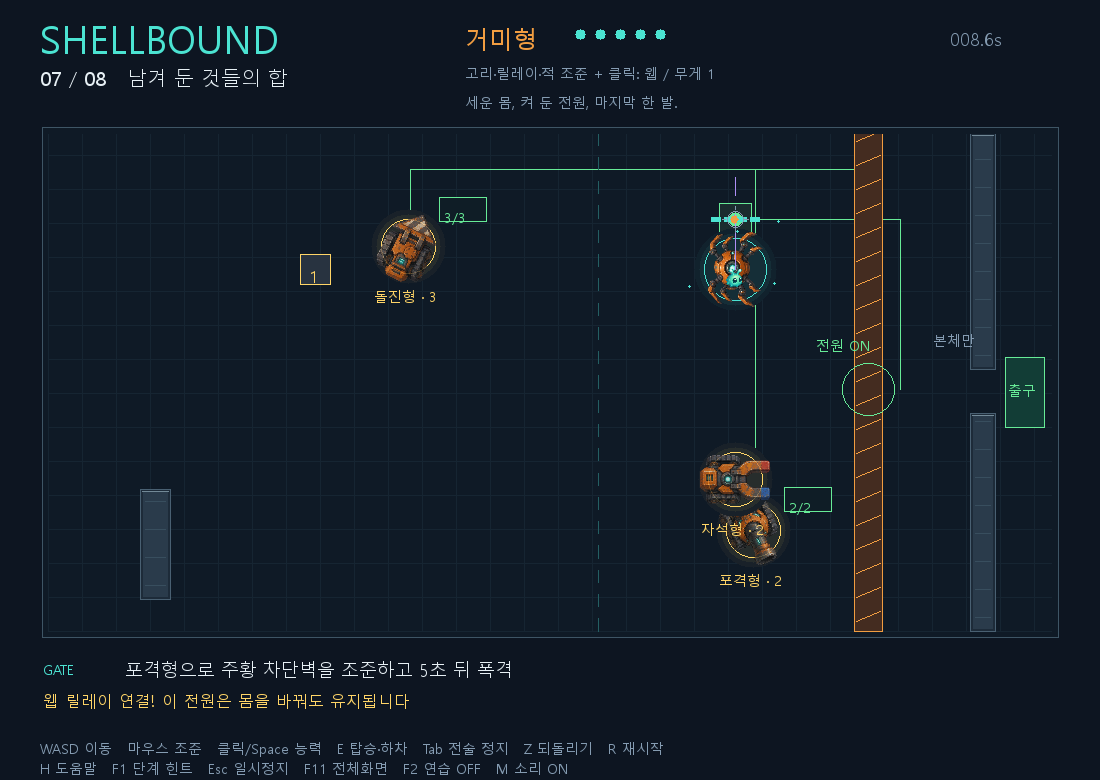 SHELLBOUND
거미형
008.6s
07 / 08 남겨 둔 것들의 합
고리·릴레이·적 조준 + 클릭: 웹 / 무게 1
세운 몸, 켜 둔 전원, 마지막 한 발.
3/3
1
돌진형 · 3
전원 ON
본체만
출구
2/2
자석형 · 2
포격형 · 2
GATE 포격형으로 주황 차단벽을 조준하고 5초 뒤 폭격
웹 릴레이 연결! 이 전원은 몸을 바꿔도 유지됩니다
WASD 이동 마우스 조준 클릭/Space 능력 E 탑승·하차 Tab 전술 정지 Z 되돌리기 R 재시작
H 도움말 F1 단계 힌트 Esc 일시정지 F11 전체화면 F2 연습 OFF M 소리 ON